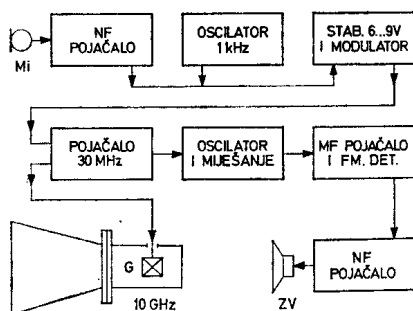 NF
POJAČALO
OSCILATOR
1 kHz
STAB. 6...9V
I MODULATOR
Mi
POJAČALO
30 MHz
OSCILATOR
I MIJEŠANJE
MF POJAČALO
I FM. DET.
G
10 GHz
ZV
NF
POJAČALO